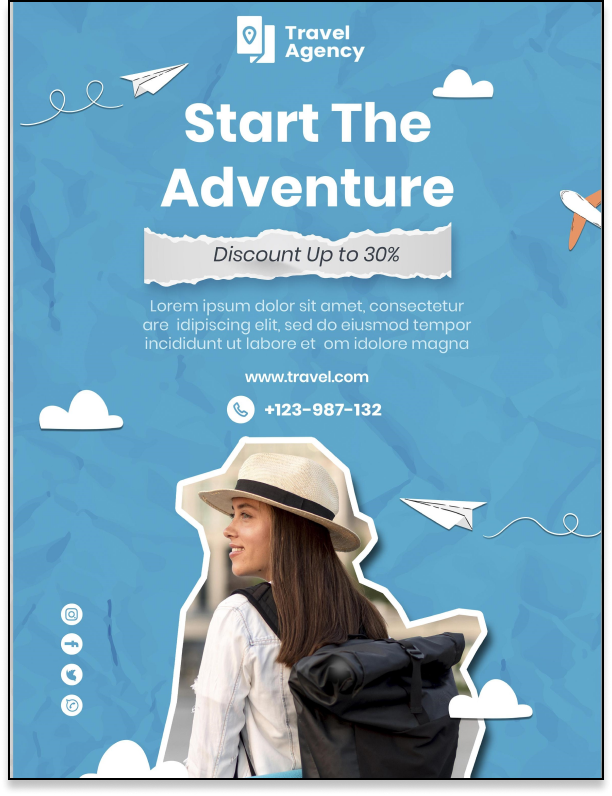 Travel
Agency
Start The
Adventure
Discount Up to 30%
Lorem ipsum dolor sit amet, consectetur
are idipiscing elit, sed do eiusmod tempor
incididunt ut labore et om idolore magna
www.travel.com
+123-987-132